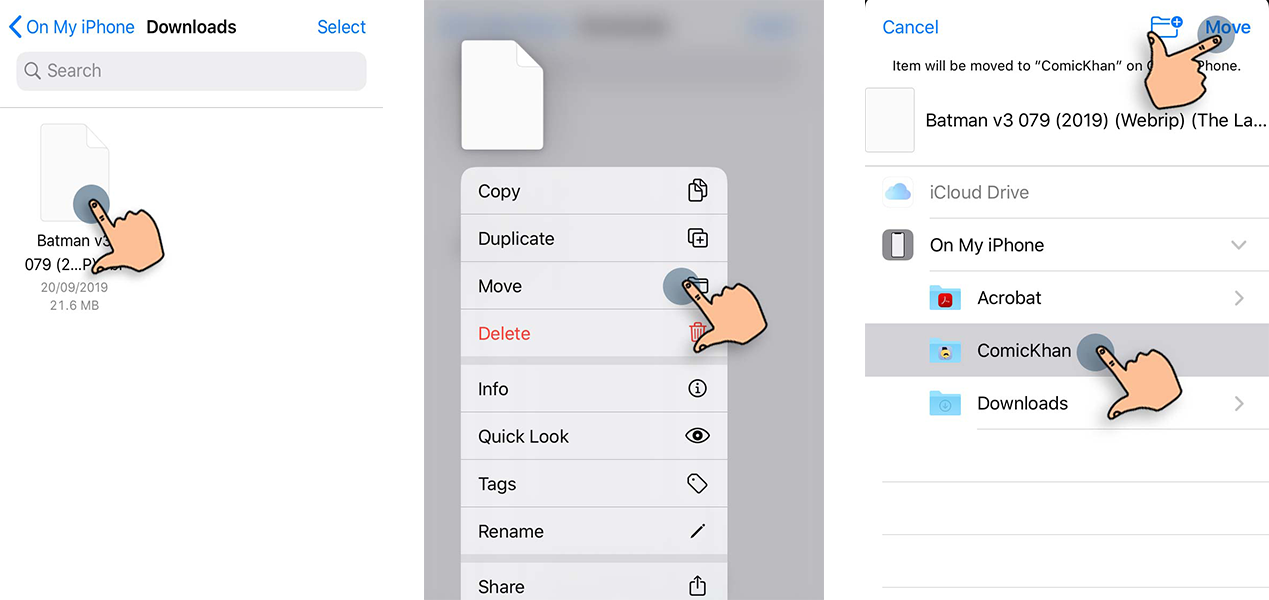 On My iPhone Downloads Select
Search
Batman v3
079 (2...P)
20/09/2019
21.6 MB
Copy
Duplicate
Move
Delete
Info
Quick Look
Tags
Rename
Share
Cancel Move
Item will be moved to “ComicKhan” on Phone.
Batman v3 079 (2019) (Webrip) (The La...
iCloud Drive
On My iPhone
Acrobat
ComicKhan
Downloads